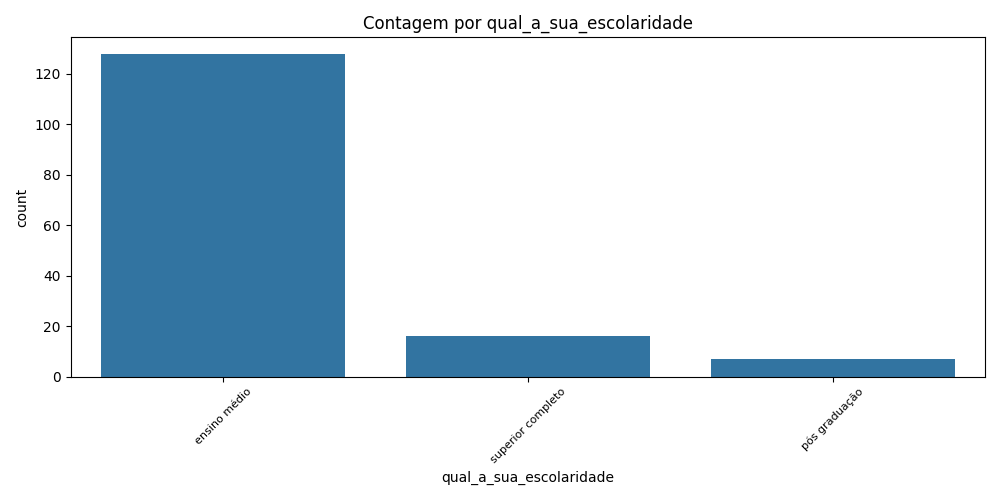 Contagem por qual_a_sua_escolaridade
count
120
100
80
60
40
20
0
ensino médio
superior completo
pós graduação
qual_a_sua_escolaridade